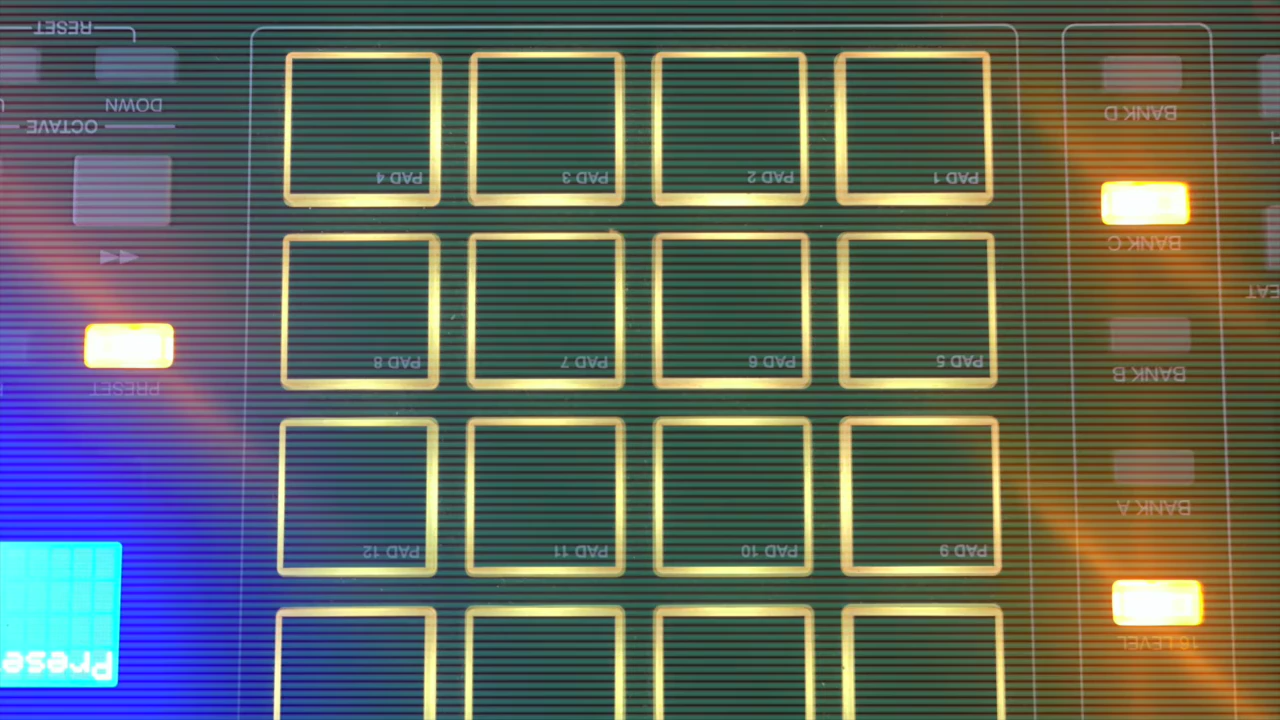 16 LEVEL
Prese
PAD 9 PAD 10 PAD 11 PAD 12
BANK A
BANK B
PAD 5 PAD 6 PAD 7 PAD 8
PRESET
BANK C
PAD 1 PAD 2 PAD 3 PAD 4
BANK D
OCTAVE
DOWN
RESET